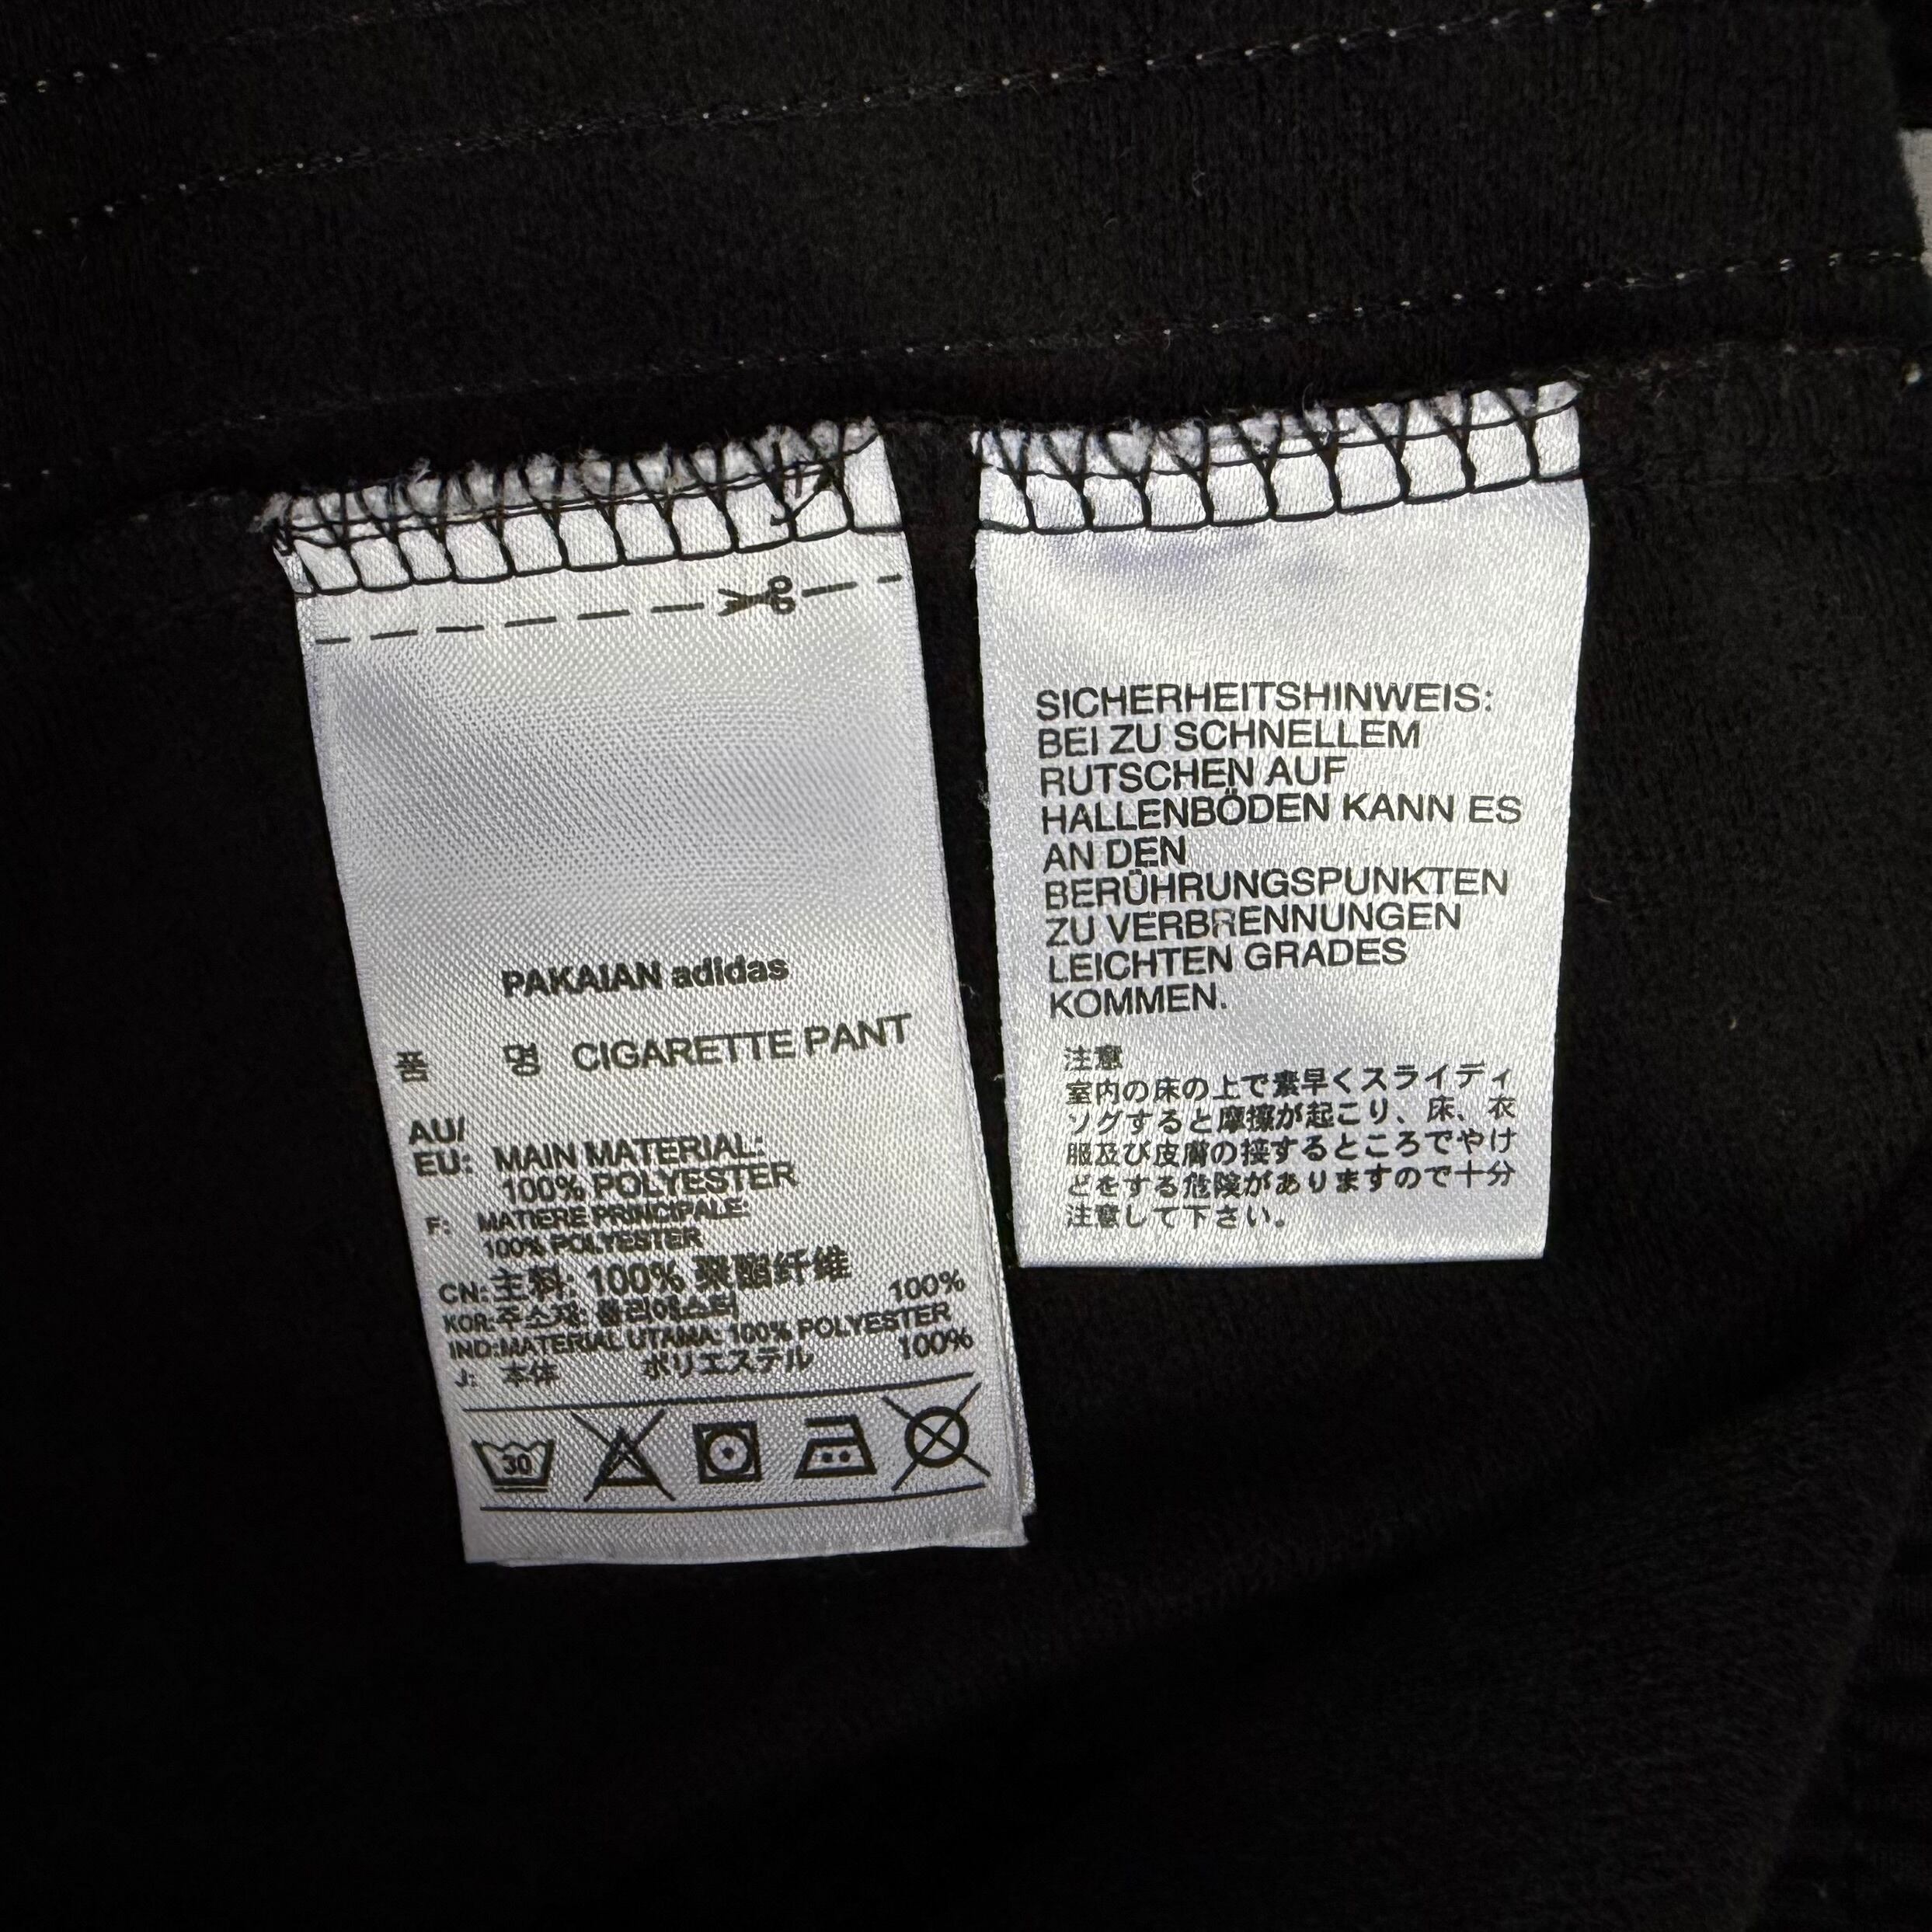 PAKAIAN adidas
품 명 CIGARETTE PANT
AU/
EU: MAIN MATERIAL:
100% POLYESTER
F: MATIERE PRINCIPALE:
100% POLYESTER
CN: 主料: 100% 聚酯纤维
KOR: 주소재: 폴리에스터 100%
IND: MATERIAL UTAMA: 100% POLYESTER
J: 本体 ポリエステル 100%
30
SICHERHEITSHINWEIS:
BEI ZU SCHNELLEM
RUTSCHEN AUF
HALLENBÖDEN KANN ES
AN DEN
BERÜHRUNGSPUNKTEN
ZU VERBRENNUNGEN
LEICHTEN GRADES
KOMMEN.
注意
室内の床の上で素早くスライディ
ングすると摩擦が起こり、床、衣
服及び皮膚の接するところでやけ
どをする危険がありますので十分
注意して下さい。